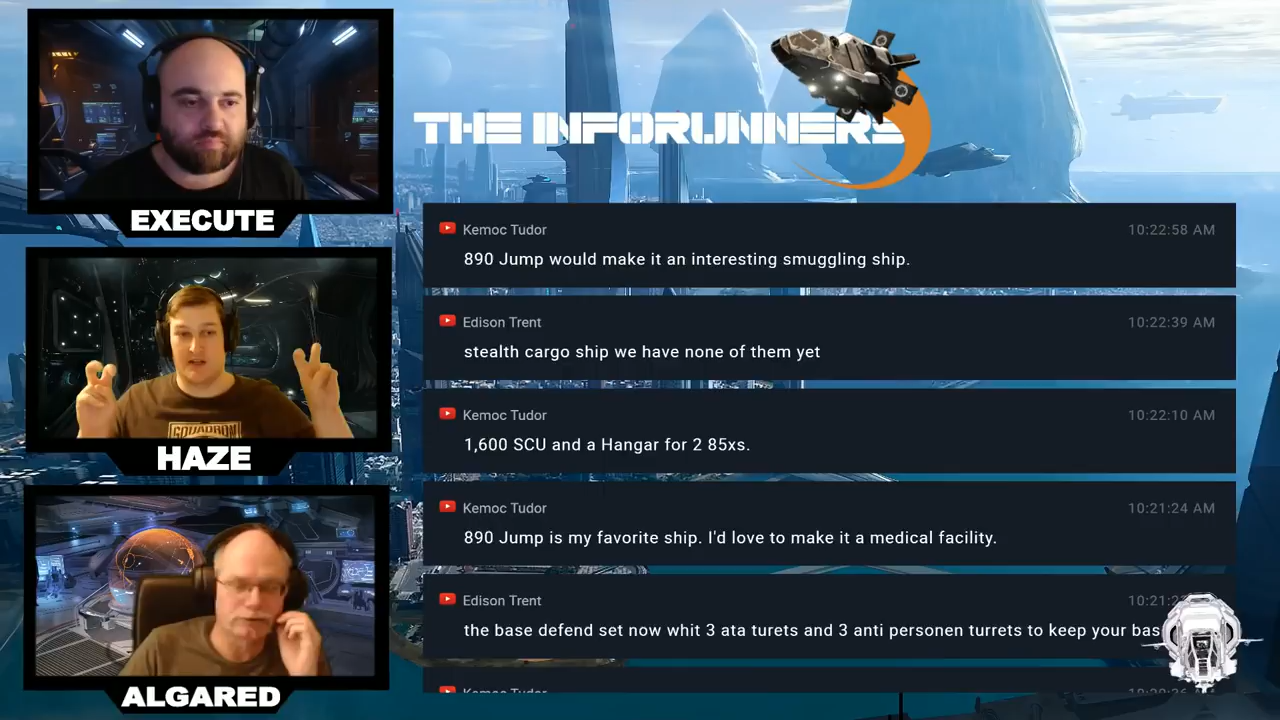 THE INFORUNNERS
EXECUTE
SQUADRON
HAZE
ALGARED
Kemoc Tudor 10:22:58 AM
890 Jump would make it an interesting smuggling ship.
Edison Trent 10:22:39 AM
stealth cargo ship we have none of them yet
Kemoc Tudor 10:22:10 AM
1,600 SCU and a Hangar for 2 85xs.
Kemoc Tudor 10:21:24 AM
890 Jump is my favorite ship. I'd love to make it a medical facility.
Edison Trent
the base defend set now whit 3 ata turets and 3 anti personen turrets to keep your bas
Kemoc Tudor